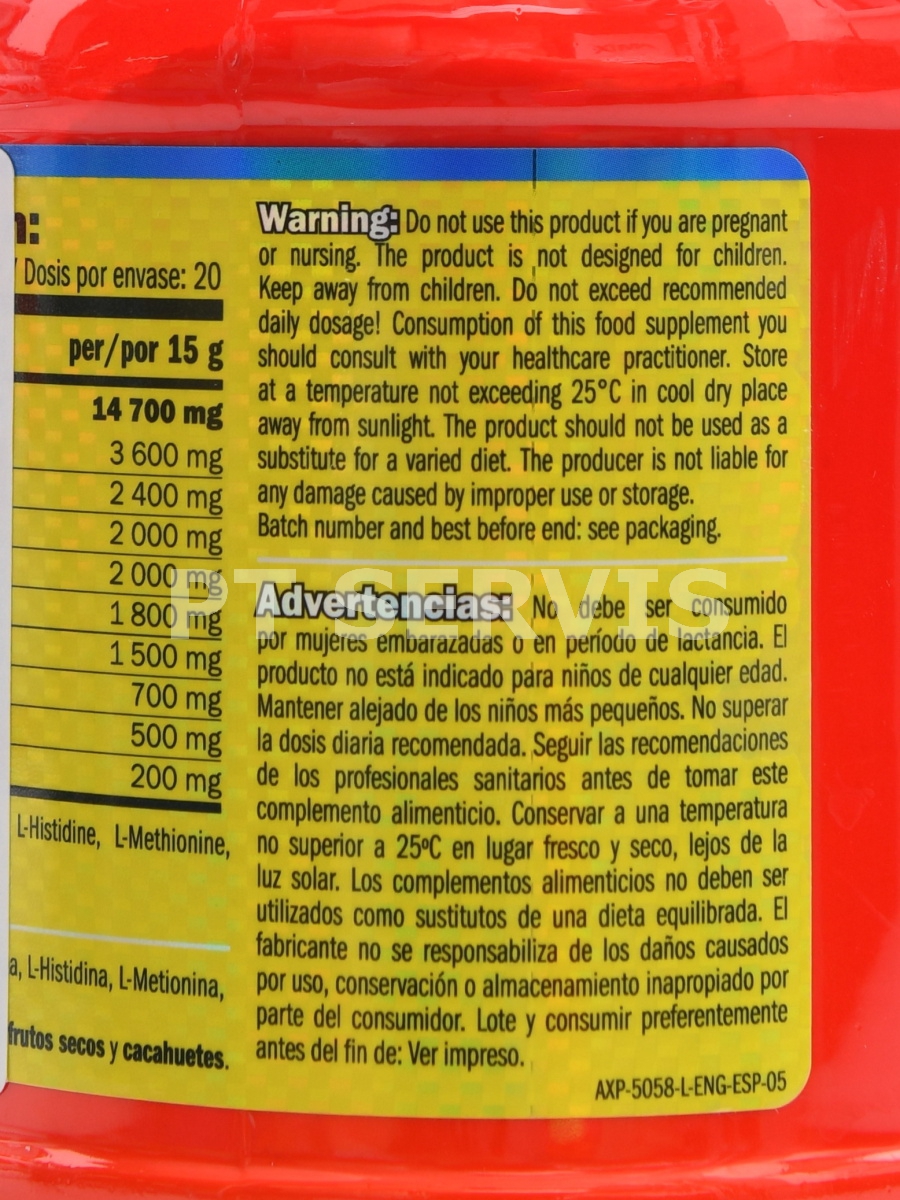 n:
/ Dosis por envase: 20
per/por 15 g
14 700 mg
3 600 mg
2 400 mg
2 000 mg
2 000 mg
1 800 mg
1 500 mg
700 mg
500 mg
200 mg
L-Histidine, L-Methionine,
a, L-Histidina, L-Metionina,
frutos secos y cacahuetes.
Warning: Do not use this product if you are pregnant
or nursing. The product is not designed for children.
Keep away from children. Do not exceed recommended
daily dosage! Consumption of this food supplement you
should consult with your healthcare practitioner. Store
at a temperature not exceeding 25°C in cool dry place
away from sunlight. The product should not be used as a
substitute for a varied diet. The producer is not liable for
any damage caused by improper use or storage.
Batch number and best before end: see packaging.
PT SERVIS
Advertencias: No debe ser consumido
por mujeres embarazadas o en período de lactancia. El
producto no está indicado para niños de cualquier edad.
Mantener alejado de los niños más pequeños. No superar
la dosis diaria recomendada. Seguir las recomendaciones
de los profesionales sanitarios antes de tomar este
complemento alimenticio. Conservar a una temperatura
no superior a 25ºC en lugar fresco y seco, lejos de la
luz solar. Los complementos alimenticios no deben ser
utilizados como sustitutos de una dieta equilibrada. El
fabricante no se responsabiliza de los daños causados
por uso, conservación o almacenamiento inapropiado por
parte del consumidor. Lote y consumir preferentemente
antes del fin de: Ver impreso.
AXP-5058-L-ENG-ESP-05